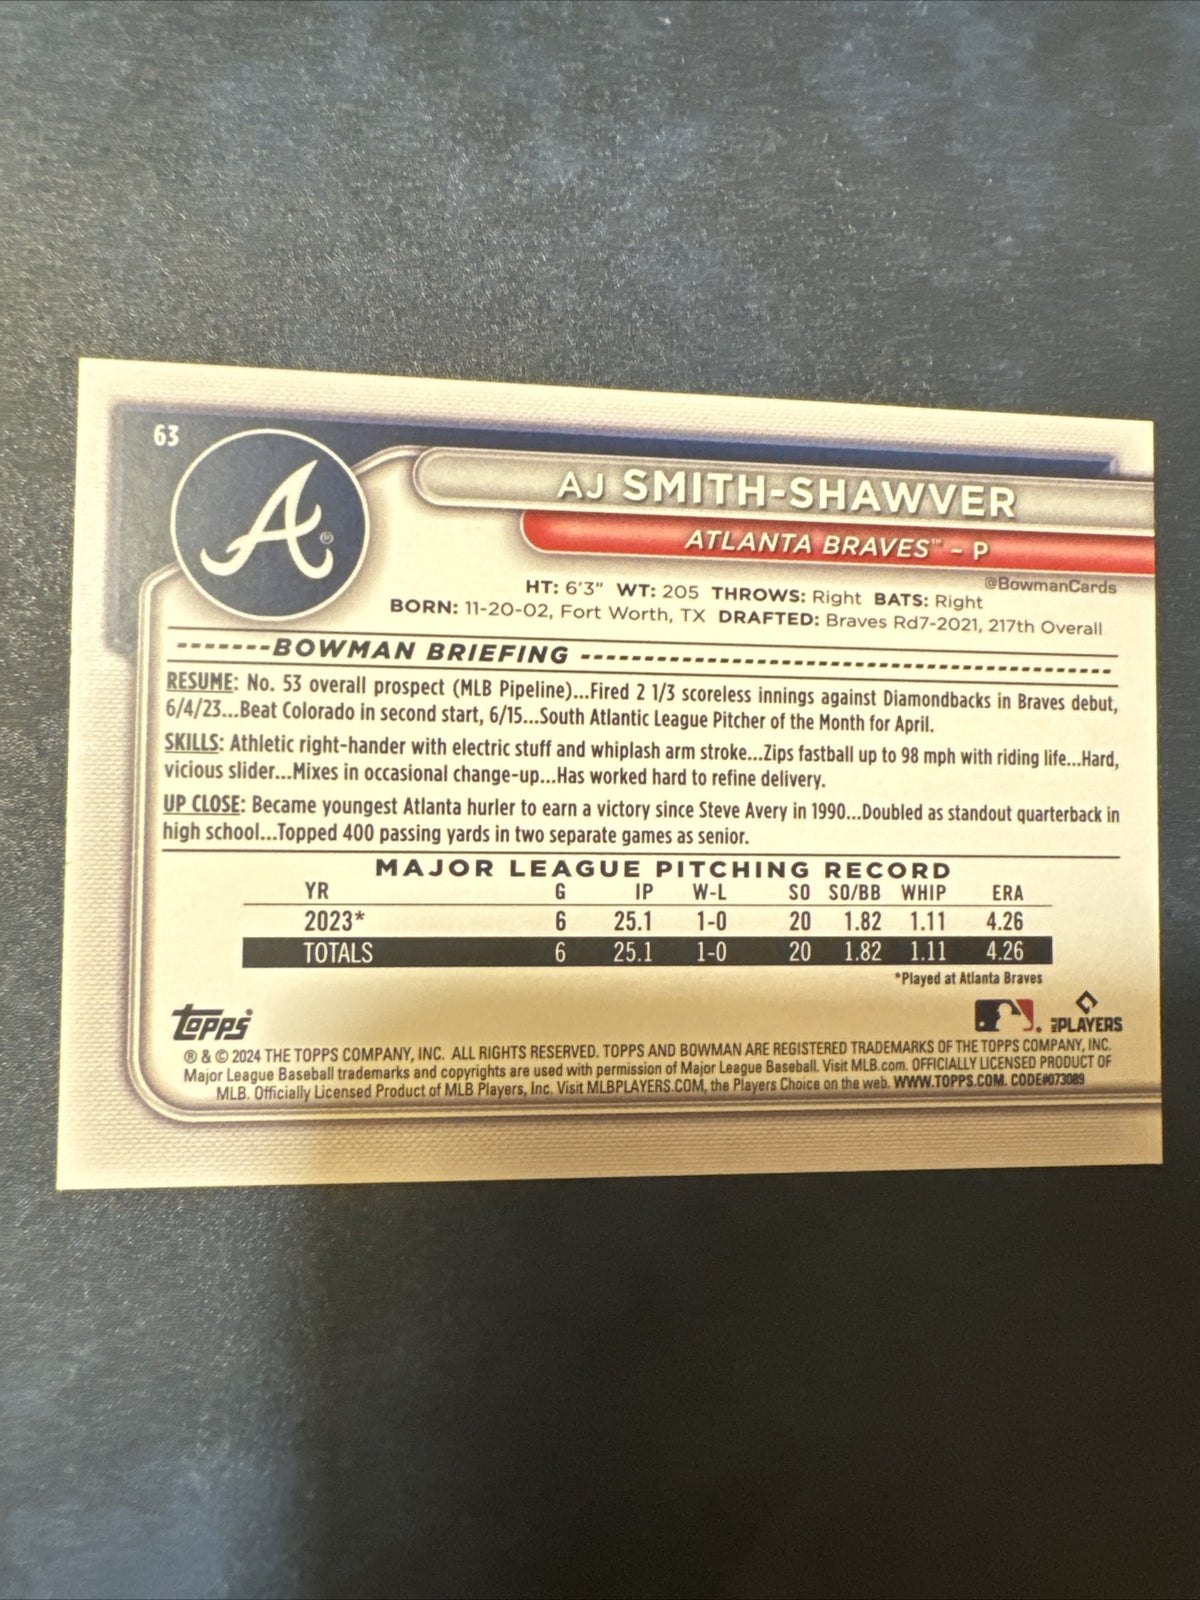 63
AJ SMITH-SHAWVER
ATLANTA BRAVES™ - P
@BowmanCards
HT: 6'3" WT: 205 THROWS: Right BATS: Right
BORN: 11-20-02, Fort Worth, TX DRAFTED: Braves Rd7-2021, 217th Overall
BOWMAN BRIEFING
RESUME: No. 53 overall prospect (MLB Pipeline)...Fired 2 1/3 scoreless innings against Diamondbacks in Braves debut,
6/4/23...Beat Colorado in second start, 6/15...South Atlantic League Pitcher of the Month for April.
SKILLS: Athletic right-hander with electric stuff and whiplash arm stroke...Zips fastball up to 98 mph with riding life...Hard,
vicious slider...Mixes in occasional change-up...Has worked hard to refine delivery.
UP CLOSE: Became youngest Atlanta hurler to earn a victory since Steve Avery in 1990...Doubled as standout quarterback in
high school...Topped 400 passing yards in two separate games as senior.
MAJOR LEAGUE PITCHING RECORD
YR G IP W-L SO SO/BB WHIP ERA
2023* 6 25.1 1-0 20 1.82 1.11 4.26
TOTALS 6 25.1 1-0 20 1.82 1.11 4.26
*Played at Atlanta Braves
Topps
PLAYERS
® & © 2024 THE TOPPS COMPANY, INC. ALL RIGHTS RESERVED. TOPPS AND BOWMAN ARE REGISTERED TRADEMARKS OF THE TOPPS COMPANY, INC.
Major League Baseball trademarks and copyrights are used with permission of Major League Baseball. Visit MLB.com. OFFICIALLY LICENSED PRODUCT OF
MLB. Officially Licensed Product of MLB Players, Inc. Visit MLBPLAYERS.COM, the Players Choice on the web. WWW.TOPPS.COM. CODE#073089